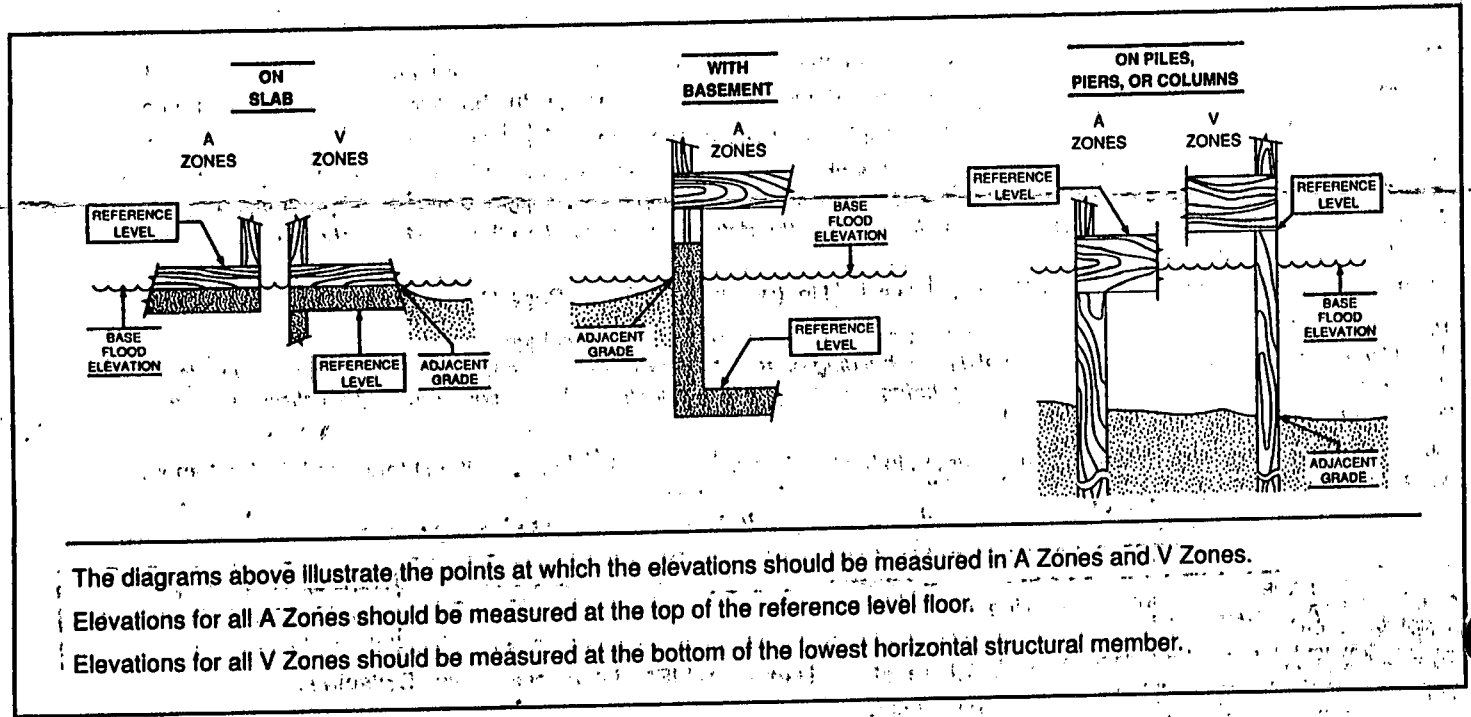 ON
SLAB
A
ZONES
V
ZONES
REFERENCE
LEVEL
BASE
FLOOD
ELEVATION
REFERENCE
LEVEL
ADJACENT
GRADE
WITH
BASEMENT
A
ZONES
BASE
FLOOD
ELEVATION
ADJACENT
GRADE
REFERENCE
LEVEL
ON PILES,
PIERS, OR COLUMNS
A
ZONES
V
ZONES
REFERENCE
LEVEL
REFERENCE
LEVEL
BASE
FLOOD
ELEVATION
ADJACENT
GRADE
The diagrams above illustrate the points at which the elevations should be measured in A Zones and V Zones.
Elevations for all A Zones should be measured at the top of the reference level floor.
Elevations for all V Zones should be measured at the bottom of the lowest horizontal structural member.